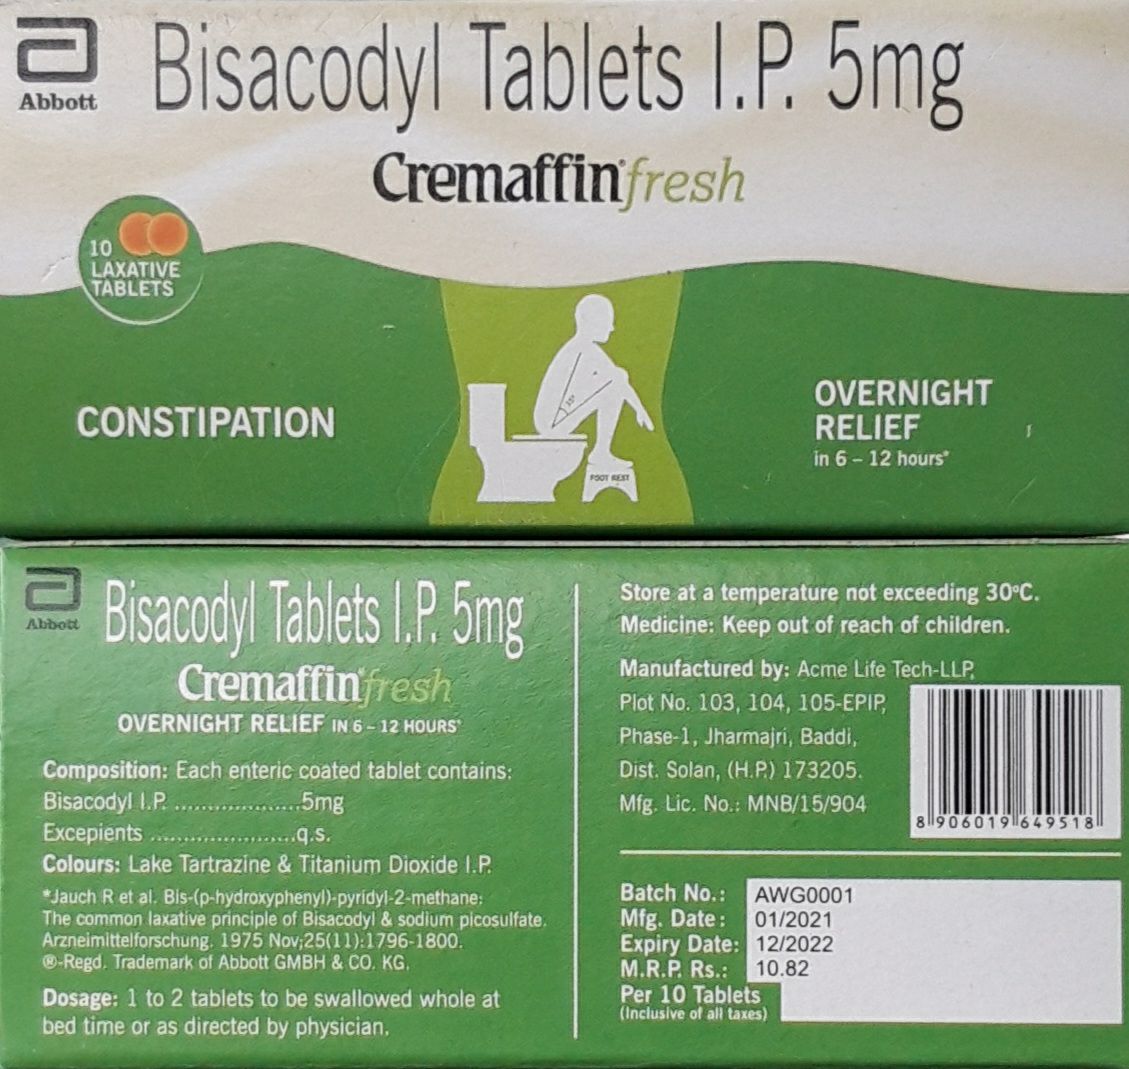 Abbott
Bisacodyl Tablets I.P. 5mg
Cremaffin®fresh
10
LAXATIVE
TABLETS
CONSTIPATION
35°
FOOT REST
OVERNIGHT
RELIEF
in 6 – 12 hours*
Abbott
Bisacodyl Tablets I.P. 5mg
Cremaffin®fresh
OVERNIGHT RELIEF IN 6 – 12 HOURS*
Composition: Each enteric coated tablet contains:
Bisacodyl I.P. ....................5mg
Excepients .......................q.s.
Colours: Lake Tartrazine & Titanium Dioxide I.P.
*Jauch R et al. Bis-(p-hydroxyphenyl)-pyridyl-2-methane:
The common laxative principle of Bisacodyl & sodium picosulfate.
Arzneimittelforschung. 1975 Nov;25(11):1796-1800.
®-Regd. Trademark of Abbott GMBH & CO. KG.
Dosage: 1 to 2 tablets to be swallowed whole at
bed time or as directed by physician.
Store at a temperature not exceeding 30°C.
Medicine: Keep out of reach of children.
Manufactured by: Acme Life Tech-LLP,
Plot No. 103, 104, 105-EPIP,
Phase-1, Jharmajri, Baddi,
Dist. Solan, (H.P.) 173205.
Mfg. Lic. No.: MNB/15/904
8 906019 649518
Batch No.: AWG0001
Mfg. Date: 01/2021
Expiry Date: 12/2022
M.R.P. Rs.: 10.82
Per 10 Tablets
(Inclusive of all taxes)